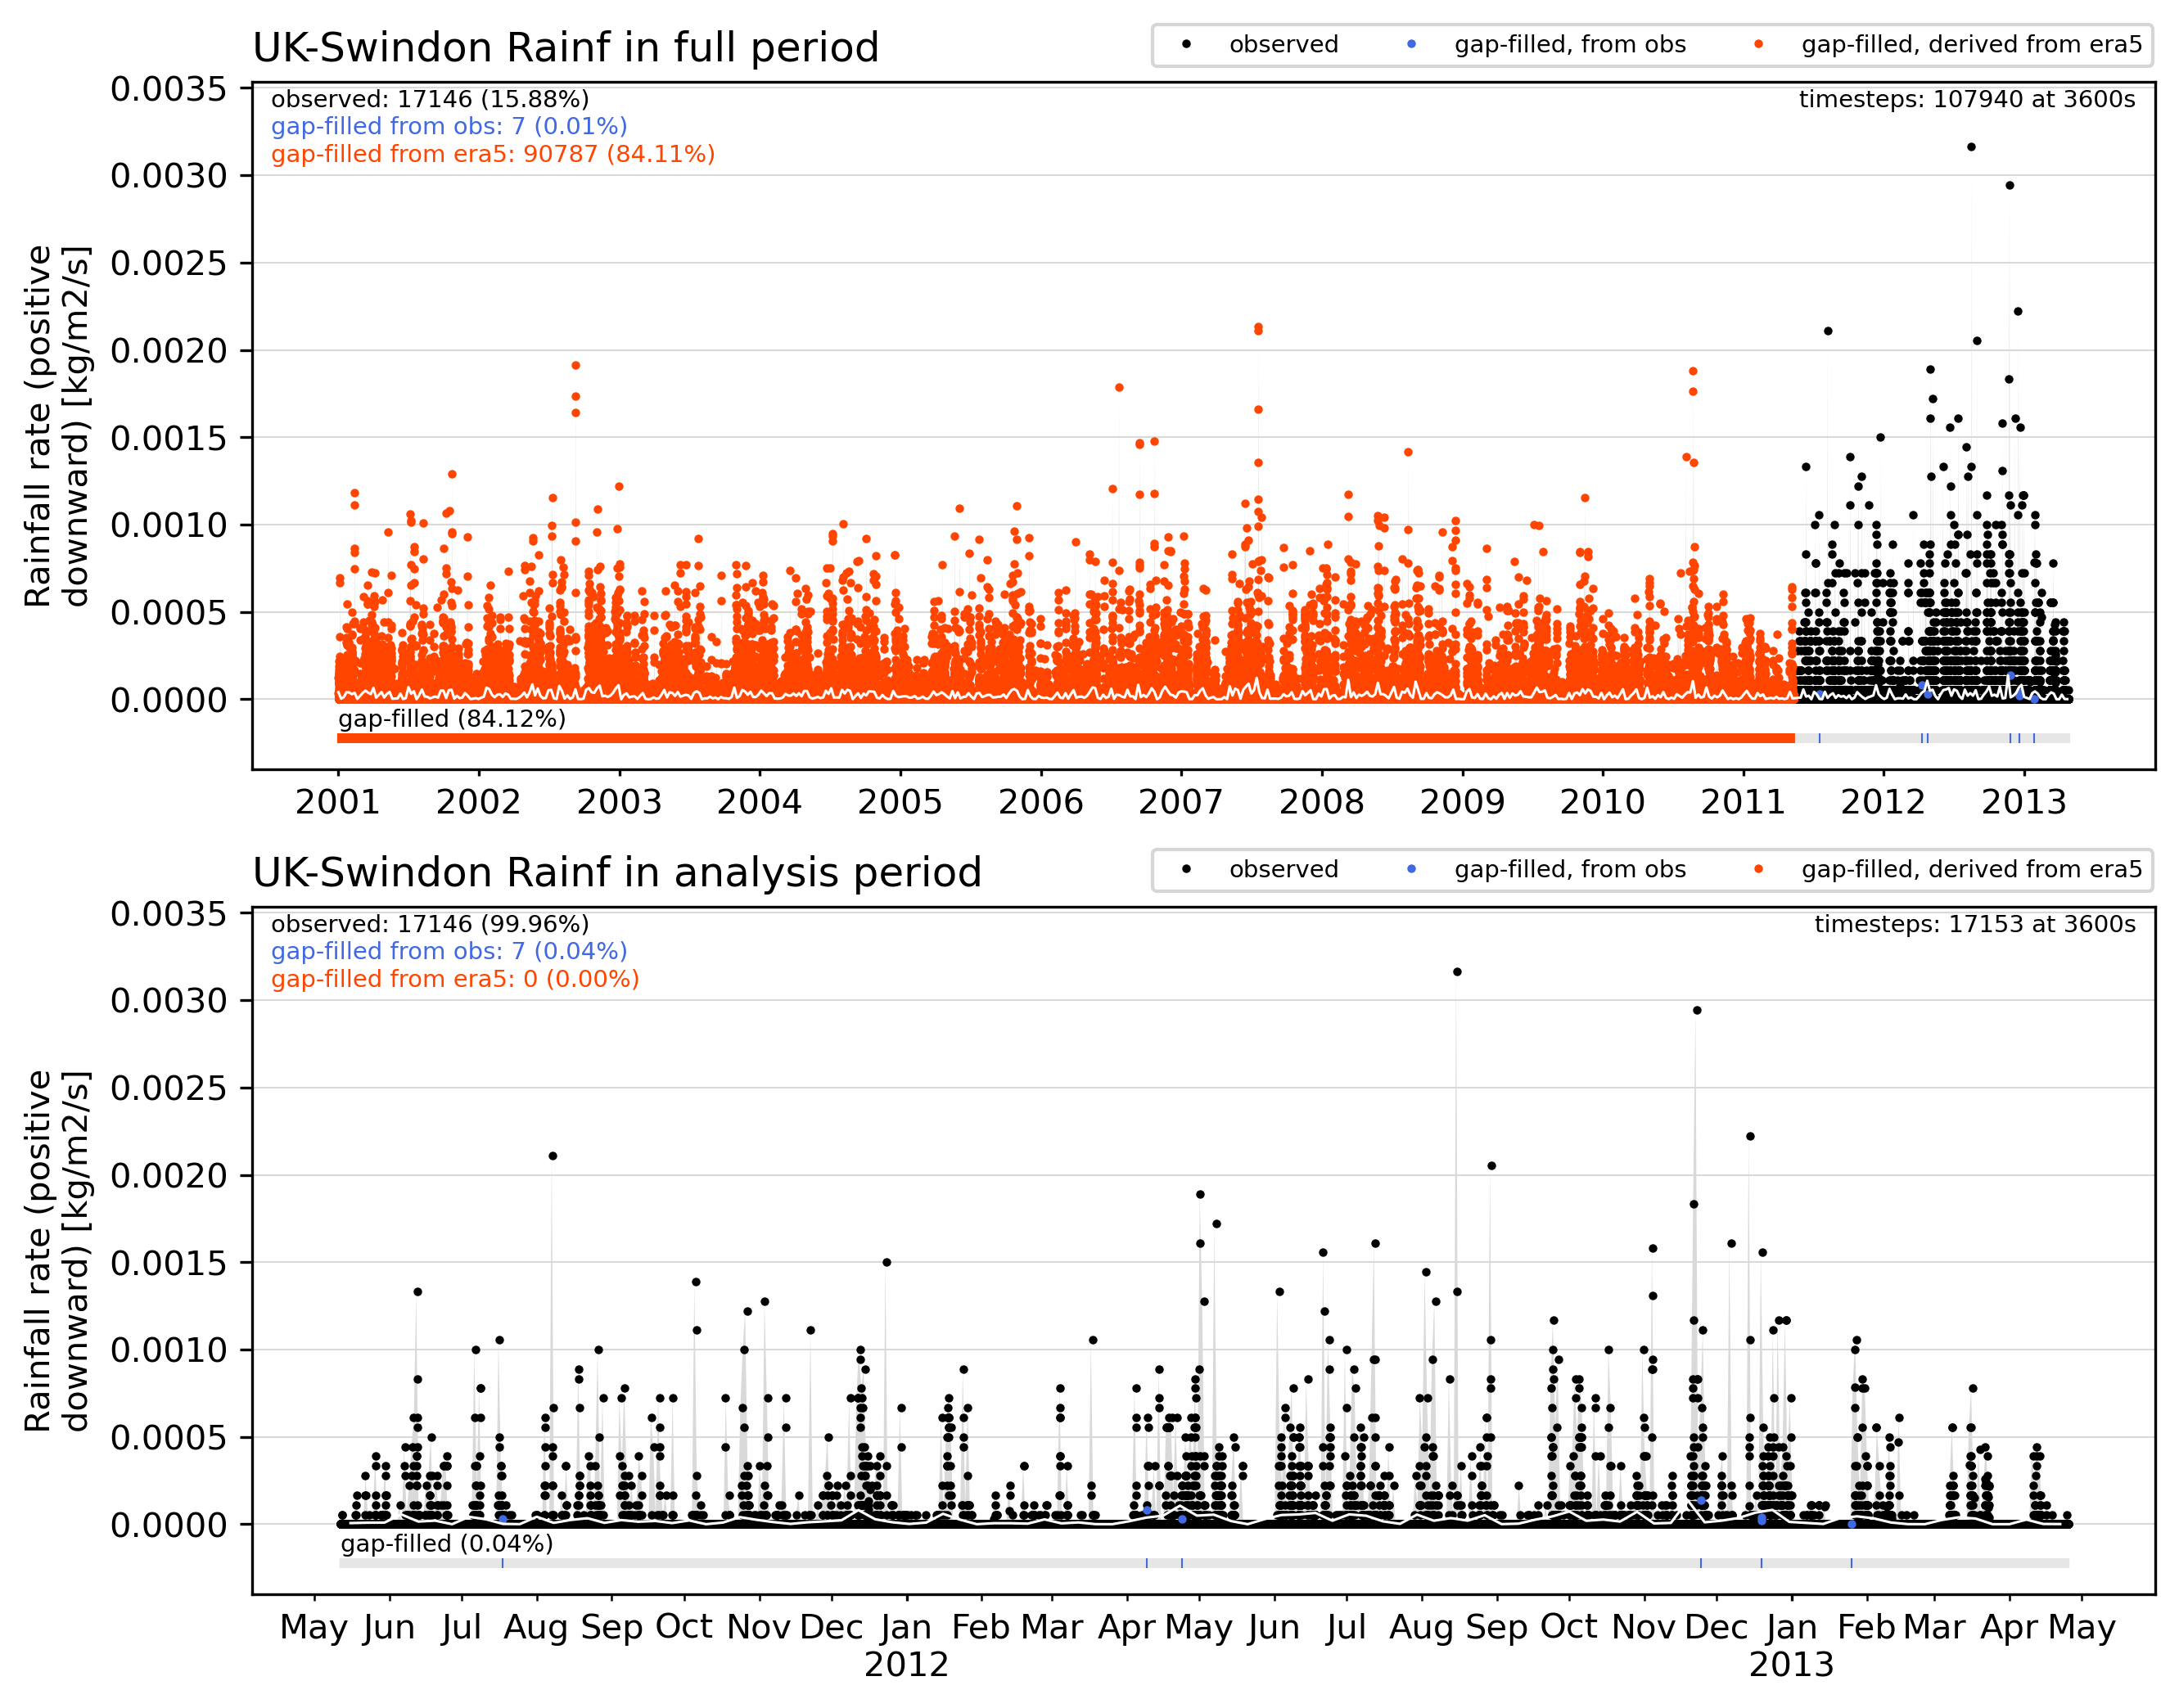 UK-Swindon Rainf in full period
observed
gap-filled, from obs
gap-filled, derived from era5
observed: 17146 (15.88%)
gap-filled from obs: 7 (0.01%)
gap-filled from era5: 90787 (84.11%)
timesteps: 107940 at 3600s
Rainfall rate (positive
downward) [kg/m2/s]
0.0035
0.0030
0.0025
0.0020
0.0015
0.0010
0.0005
0.0000
gap-filled (84.12%)
2001 2002 2003 2004 2005 2006 2007 2008 2009 2010 2011 2012 2013
UK-Swindon Rainf in analysis period
observed
gap-filled, from obs
gap-filled, derived from era5
observed: 17146 (99.96%)
gap-filled from obs: 7 (0.04%)
gap-filled from era5: 0 (0.00%)
timesteps: 17153 at 3600s
Rainfall rate (positive
downward) [kg/m2/s]
0.0035
0.0030
0.0025
0.0020
0.0015
0.0010
0.0005
0.0000
gap-filled (0.04%)
May Jun Jul Aug Sep Oct Nov Dec Jan Feb Mar Apr May Jun Jul Aug Sep Oct Nov Dec Jan Feb Mar Apr May
2012 2013